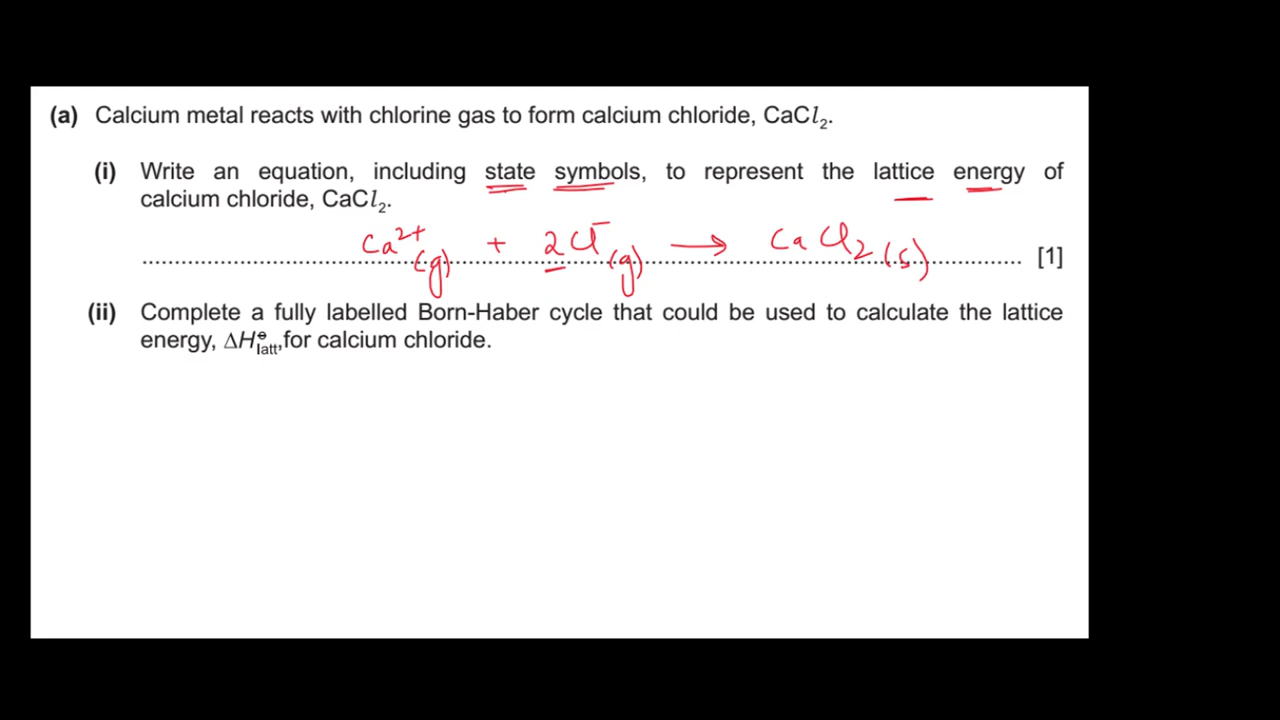 (a) Calcium metal reacts with chlorine gas to form calcium chloride, CaCl₂.
(i) Write an equation, including state symbols, to represent the lattice energy of
calcium chloride, CaCl₂.
Ca²⁺(g) + 2Cl⁻(g) → CaCl₂(s) [1]
(ii) Complete a fully labelled Born-Haber cycle that could be used to calculate the lattice
energy, ΔH⦵latt, for calcium chloride.